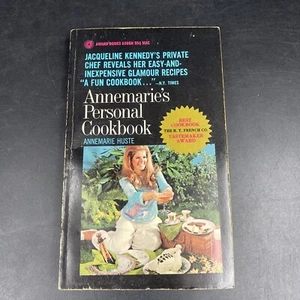 JACQUELINE KENNEDY'S PRIVATE
CHEF REVEALS HER EASY-AND-
INEXPENSIVE GLAMOUR RECIPES
"A FUN COOKBOOK..." —N.Y. TIMES
Annemarie's
Personal
Cookbook
ANNEMARIE HUSTE
BEST
COOKBOOK
THE R. T. FRENCH CO.
TASTEMAKER
AWARD